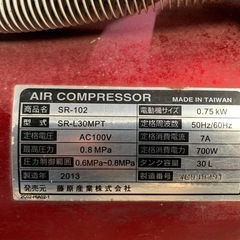 AIR COMPRESSOR MADE IN TAIWAN
商品名 SR-102 電動機サイズ 0.75 kW
型式 SR-L30MPT 定格周波数 50Hz/60Hz
定格電圧 AC100V 定格消費電流 7A
最高圧力 0.8 MPa 定格消費電力 700W
圧力制御範囲 0.6MPa~0.8MPa タンク容積 30 L
製造年 2013 製造番号
発売元 藤原産業株式会社